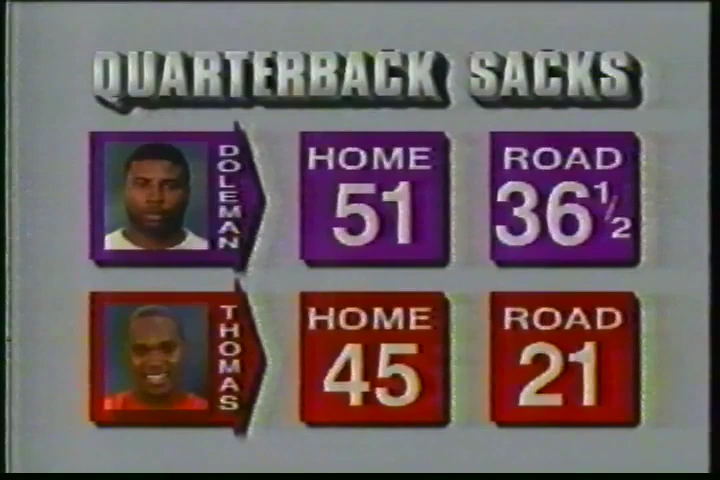 QUARTERBACK SACKS
DOLEMAN
HOME
51
ROAD
36½
THOMAS
HOME
45
ROAD
21